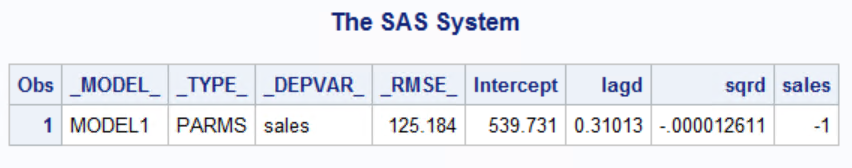 The SAS System
Obs _MODEL_ _TYPE_ _DEPVAR_ _RMSE_ Intercept lagd sqrd sales
1 MODEL1 PARMS sales 125.184 539.731 0.31013 -.000012611 -1